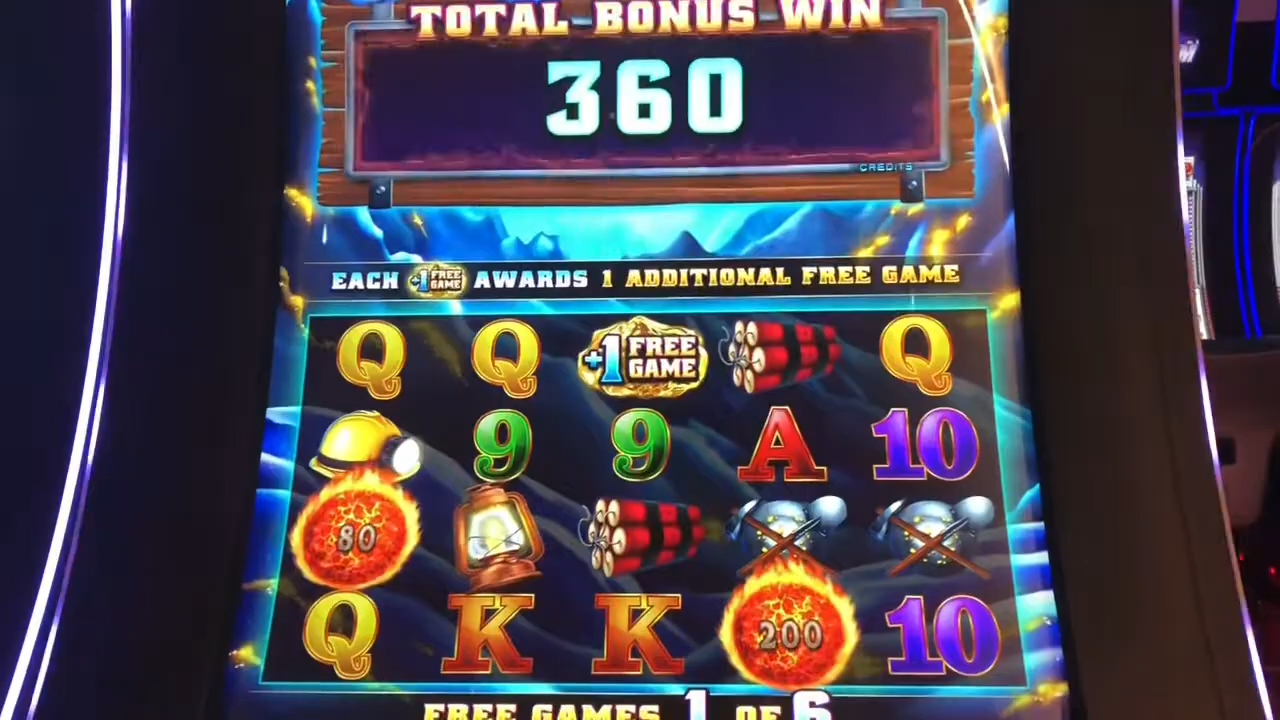 TOTAL BONUS WIN
360
CREDITS
EACH +1 FREE GAME AWARDS 1 ADDITIONAL FREE GAME
Q Q +1 FREE GAME Q
9 9 A 10
80
Q K K 200 10
FREE GAMES 1 OF 6